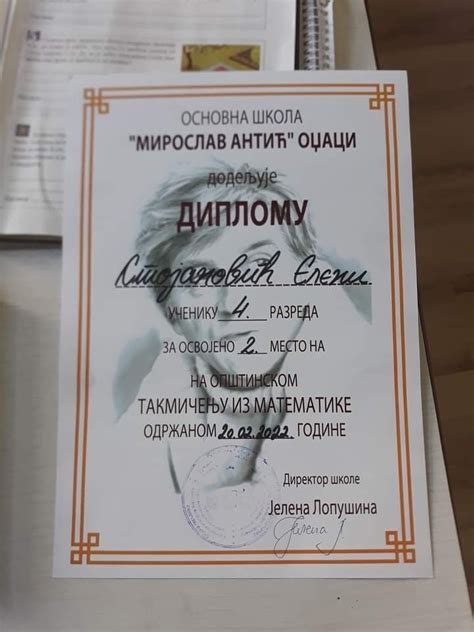 ОСНОВНА ШКОЛА
"МИРОСЛАВ АНТИЋ" ОЏАЦИ
додељује
ДИПЛОМУ
Стојановић Елени
УЧЕНИКУ 4. РАЗРЕДА
ЗА ОСВОЈЕНО 2. МЕСТО НА
НА ОПШТИНСКОМ
ТАКМИЧЕЊУ ИЗ МАТЕМАТИКЕ
ОДРЖАНОМ 20.02.2022. ГОДИНЕ
Директор школе
Јелена Лопушина